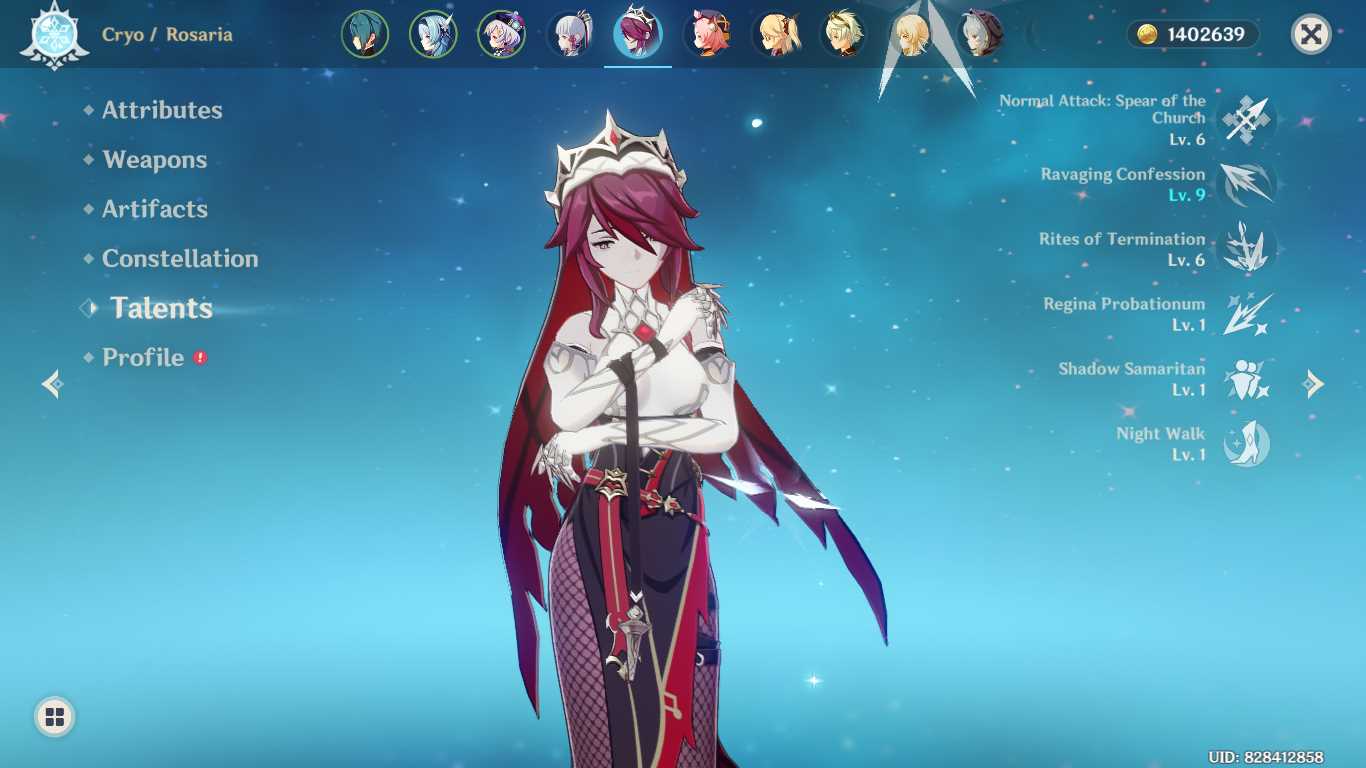 Cryo / Rosaria
1402639
Attributes
Weapons
Artifacts
Constellation
Talents
Profile
Normal Attack: Spear of the
Church
Lv. 6
Ravaging Confession
Lv. 9
Rites of Termination
Lv. 6
Regina Probationum
Lv. 1
Shadow Samaritan
Lv. 1
Night Walk
Lv. 1
UID: 828412858